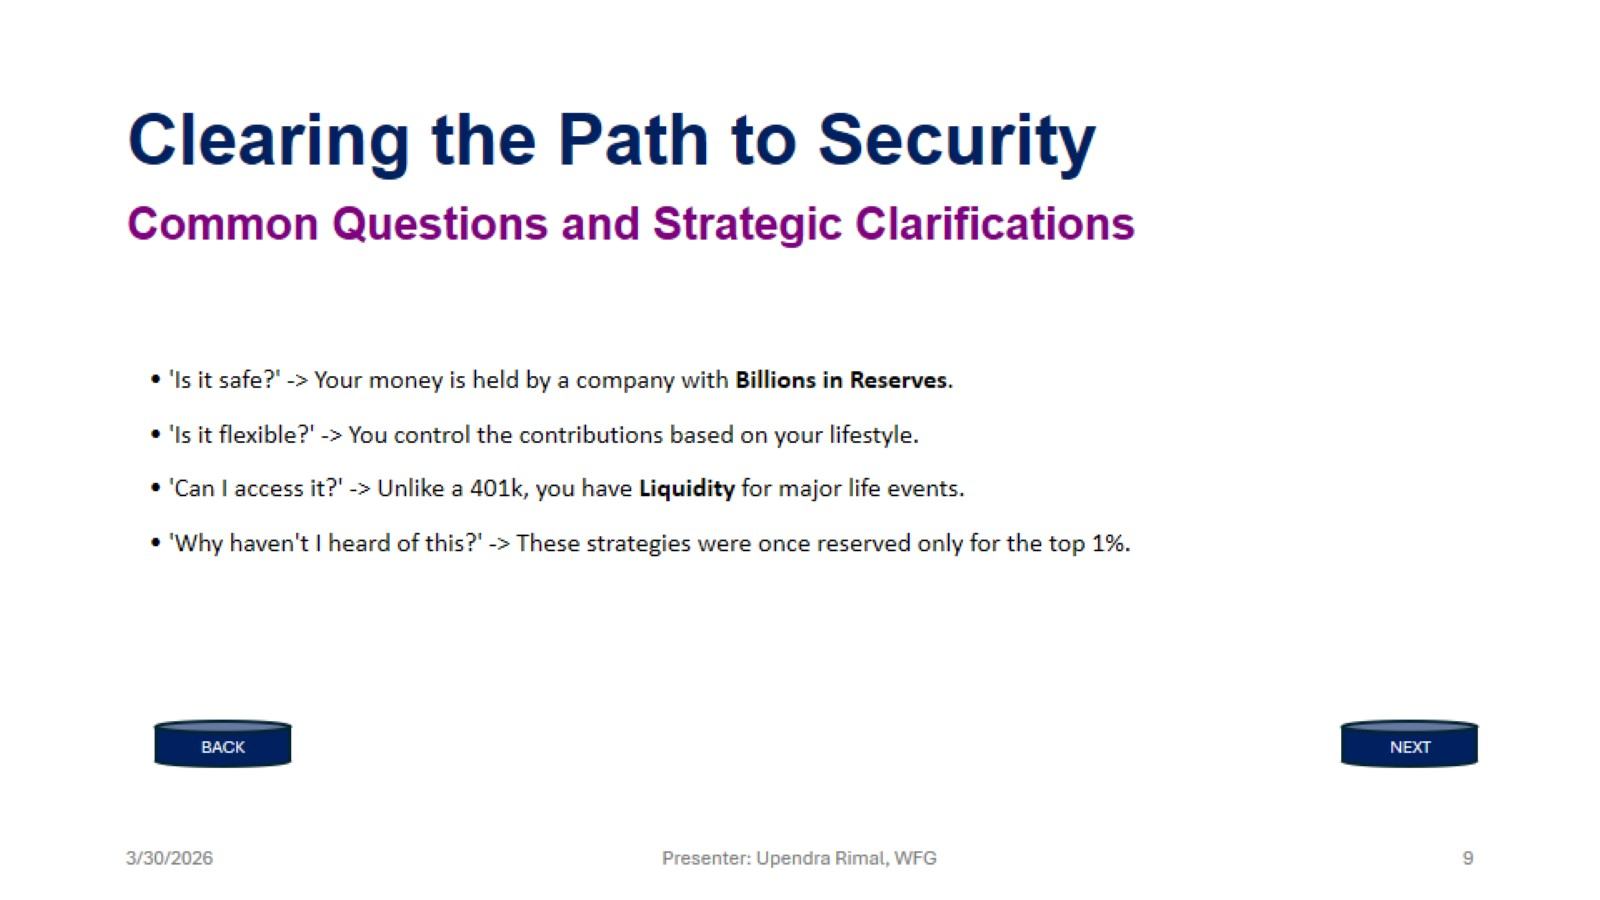 Clearing the Path to Security
Common Questions and Strategic Clarifications
• 'Is it safe?' -> Your money is held by a company with Billions in Reserves.
• 'Is it flexible?' -> You control the contributions based on your lifestyle.
• 'Can I access it?' -> Unlike a 401k, you have Liquidity for major life events.
• 'Why haven't I heard of this?' -> These strategies were once reserved only for the top 1%.
BACK
NEXT
3/30/2026
Presenter: Upendra Rimal, WFG
9